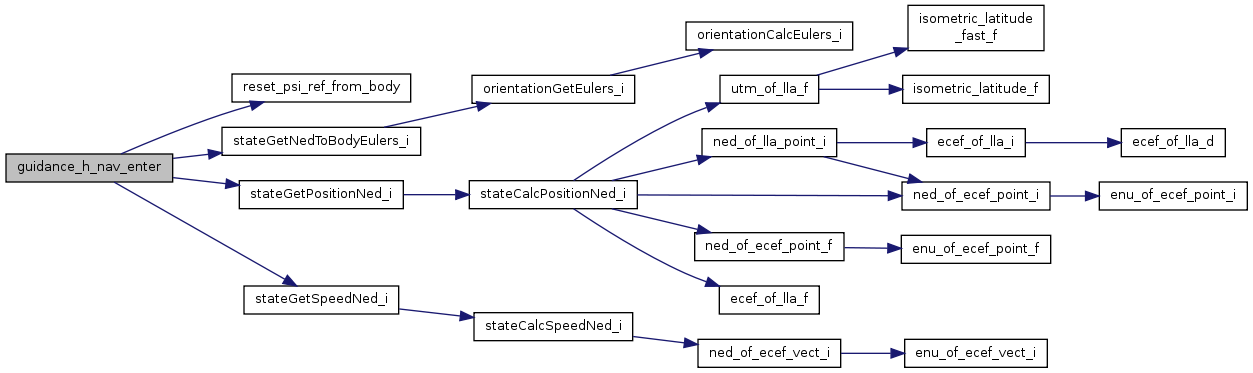 guidance_h_nav_enter
reset_psi_ref_from_body
stateGetNedToBodyEulers_i
orientationGetEulers_i
orientationCalcEulers_i
stateGetPositionNed_i
stateCalcPositionNed_i
utm_of_lla_f
isometric_latitude
_fast_f
isometric_latitude_f
ned_of_lla_point_i
ecef_of_lla_i
ecef_of_lla_d
ned_of_ecef_point_i
enu_of_ecef_point_i
ned_of_ecef_point_f
enu_of_ecef_point_f
ecef_of_lla_f
stateGetSpeedNed_i
stateCalcSpeedNed_i
ned_of_ecef_vect_i
enu_of_ecef_vect_i